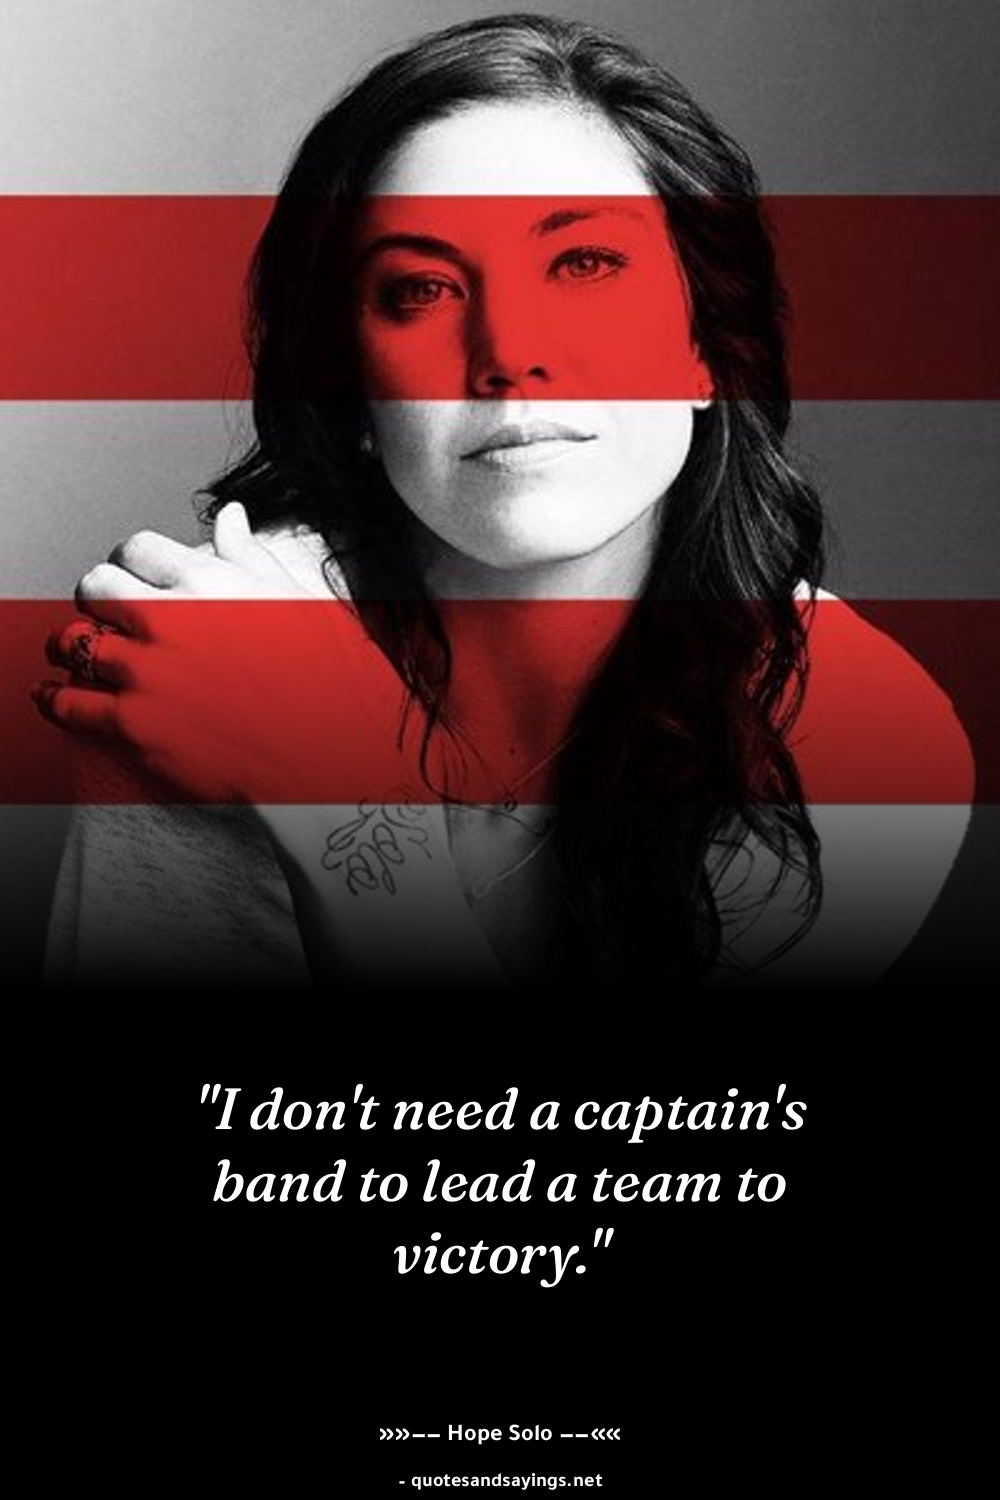 "I don't need a captain's
band to lead a team to
victory."
»»−− Hope Solo −−««
- quotesandsayings.net